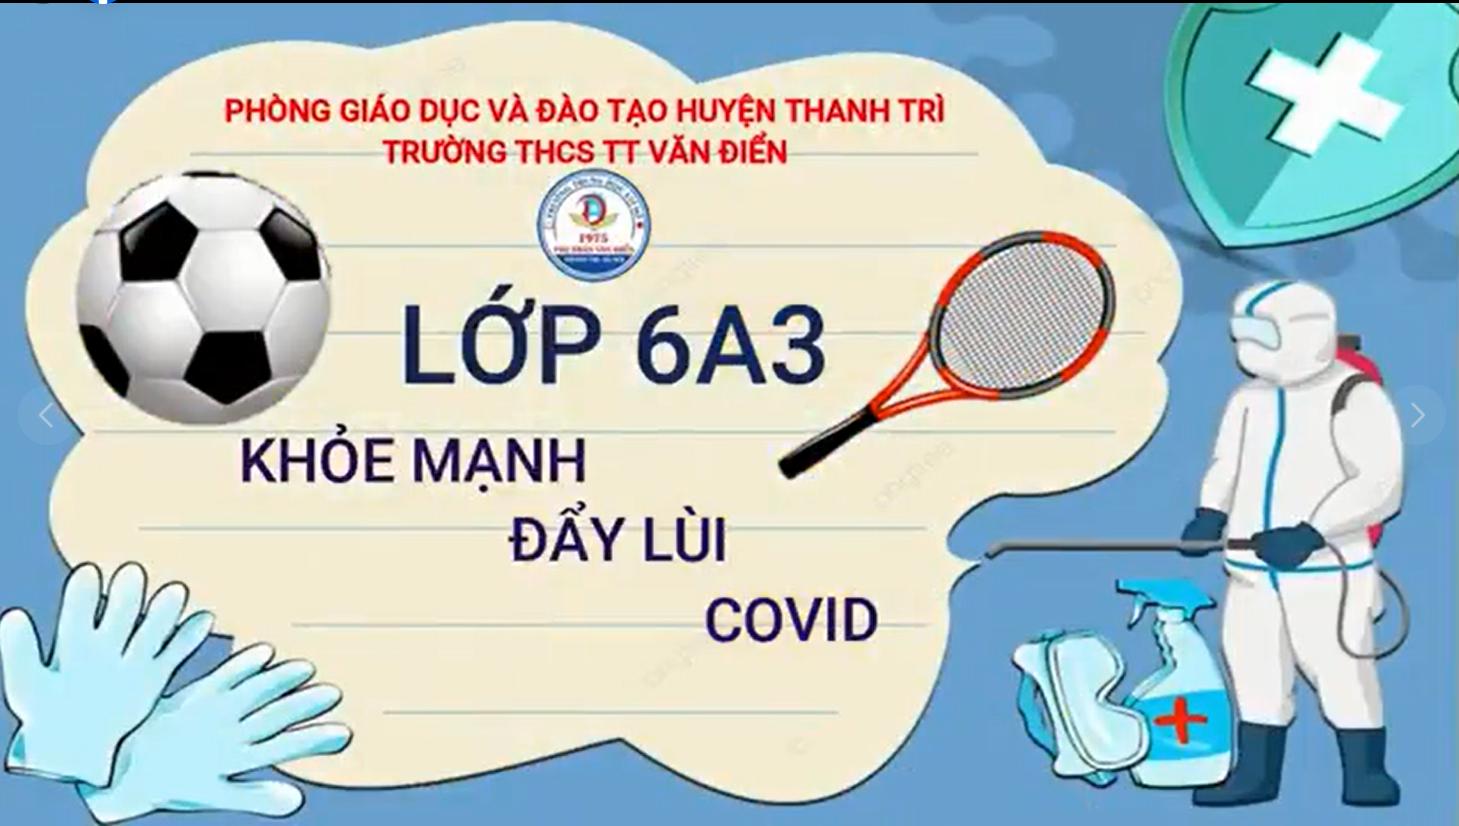 PHÒNG GIÁO DỤC VÀ ĐÀO TẠO HUYỆN THANH TRÌ
TRƯỜNG THCS TT VĂN ĐIỂN
1975
LỚP 6A3
KHỎE MẠNH
ĐẨY LÙI
COVID